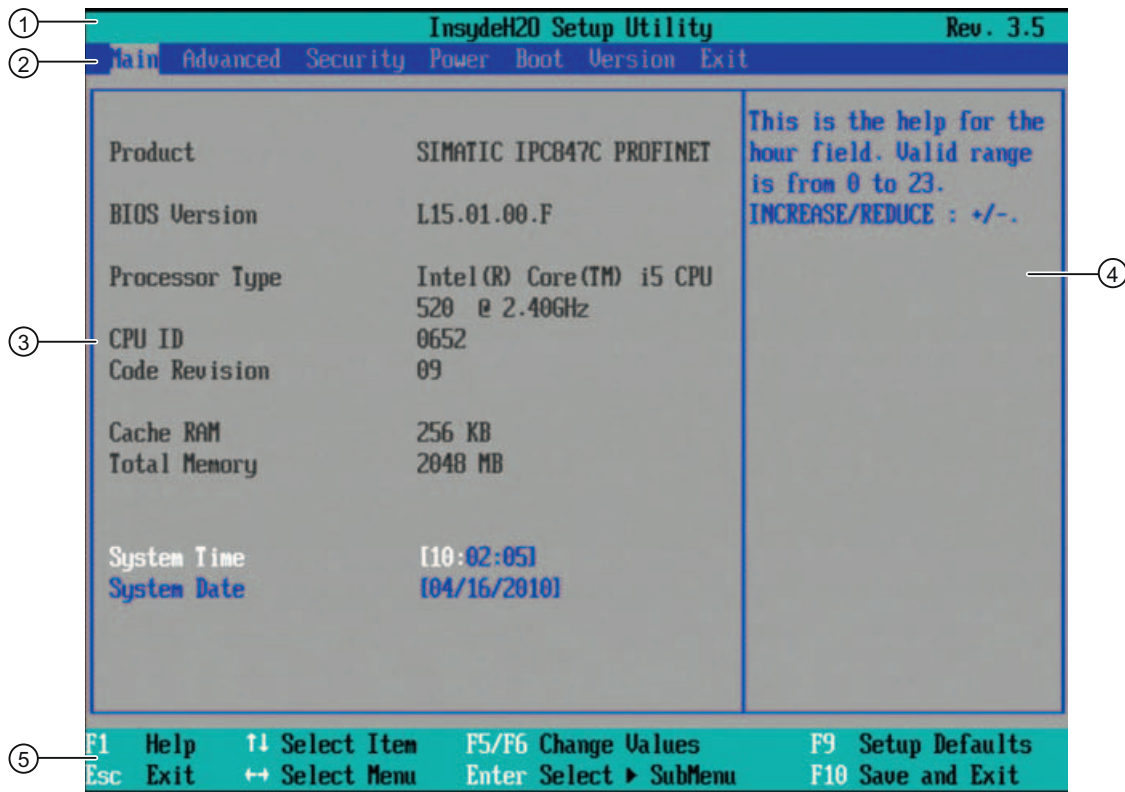 ① InsydeH2O Setup Utility Rev. 3.5
② Main Advanced Security Power Boot Version Exit
Product SIMATIC IPC847C PROFINET
BIOS Version L15.01.00.F
Processor Type Intel(R) Core(TM) i5 CPU
520 @ 2.40GHz
③ CPU ID 0652
Code Revision 09
Cache RAM 256 KB
Total Memory 2048 MB
System Time [10:02:05]
System Date [04/16/2010]
This is the help for the
hour field. Valid range
is from 0 to 23.
INCREASE/REDUCE : +/-.
④
⑤
F1 Help ↑↓ Select Item F5/F6 Change Values F9 Setup Defaults
Esc Exit ↔ Select Menu Enter Select ▶ SubMenu F10 Save and Exit